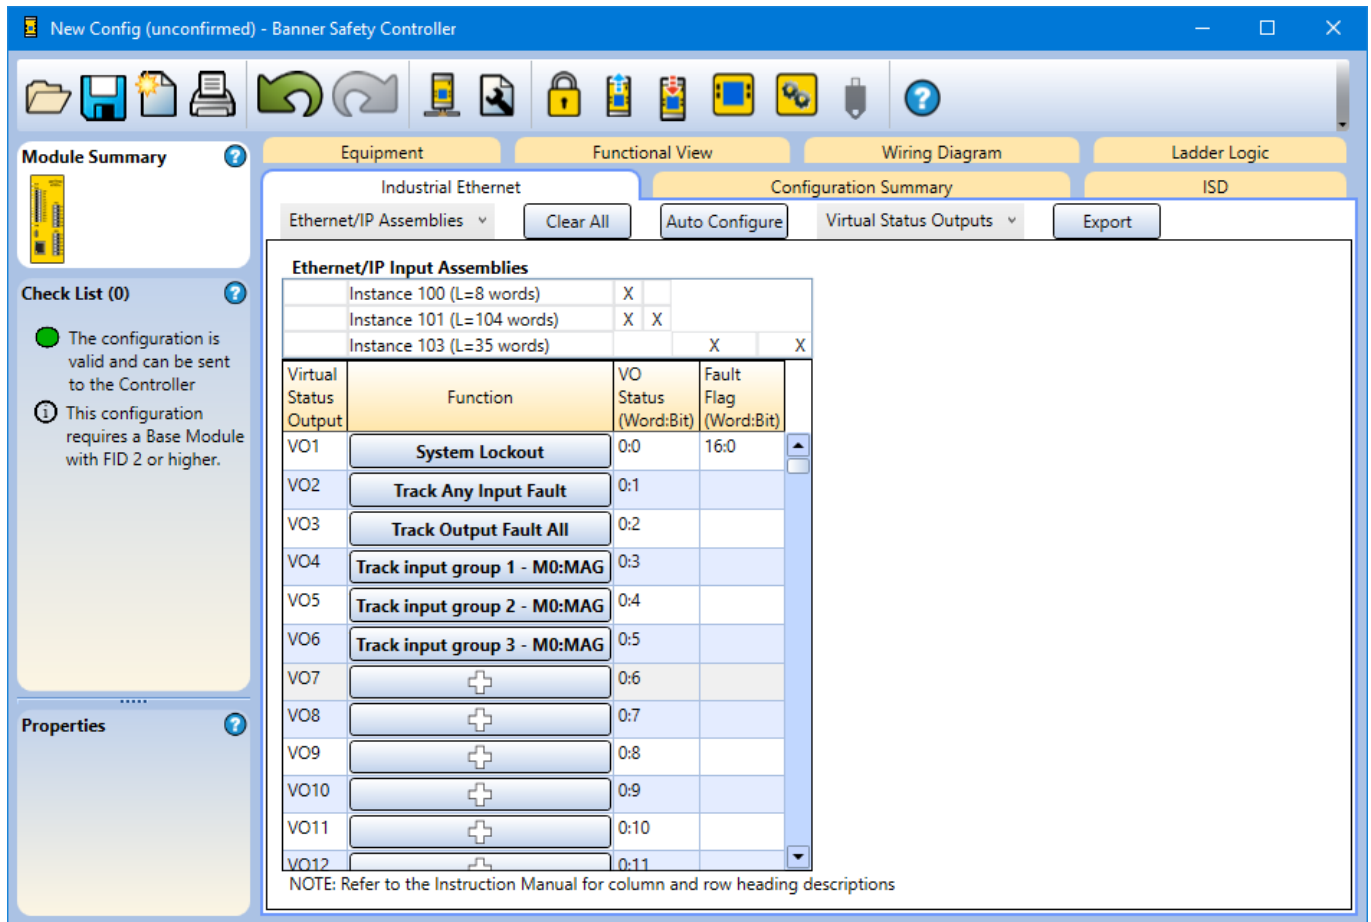 New Config (unconfirmed) - Banner Safety Controller
Module Summary
Equipment
Functional View
Wiring Diagram
Ladder Logic
Industrial Ethernet
Configuration Summary
ISD
Ethernet/IP Assemblies
Clear All
Auto Configure
Virtual Status Outputs
Export
Check List (0)
The configuration is
valid and can be sent
to the Controller
This configuration
requires a Base Module
with FID 2 or higher.
Properties
Ethernet/IP Input Assemblies
Instance 100 (L=8 words) X
Instance 101 (L=104 words) X X
Instance 103 (L=35 words) X X
Virtual
Status
Output
Function
VO
Status
(Word:Bit)
Fault
Flag
(Word:Bit)
VO1 System Lockout 0:0 16:0
VO2 Track Any Input Fault 0:1
VO3 Track Output Fault All 0:2
VO4 Track input group 1 - M0:MAG 0:3
VO5 Track input group 2 - M0:MAG 0:4
VO6 Track input group 3 - M0:MAG 0:5
VO7 0:6
VO8 0:7
VO9 0:8
VO10 0:9
VO11 0:10
VO12 0:11
NOTE: Refer to the Instruction Manual for column and row heading descriptions